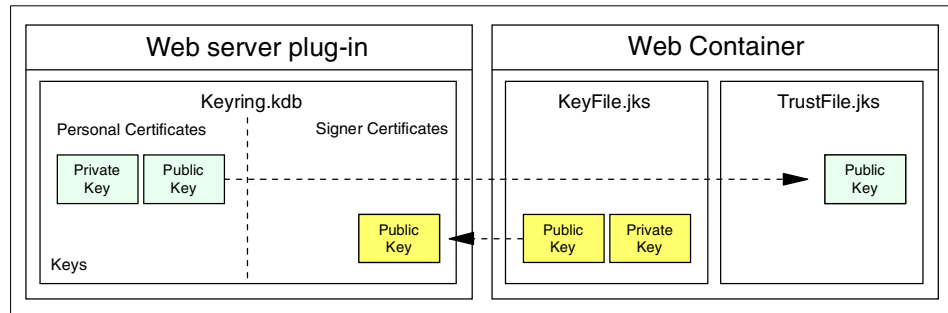 Web server plug-in
Web Container
Keyring.kdb
KeyFile.jks
TrustFile.jks
Personal Certificates
Signer Certificates
Private
Key
Public
Key
Public
Key
Public
Key
Public
Key
Private
Key
Keys